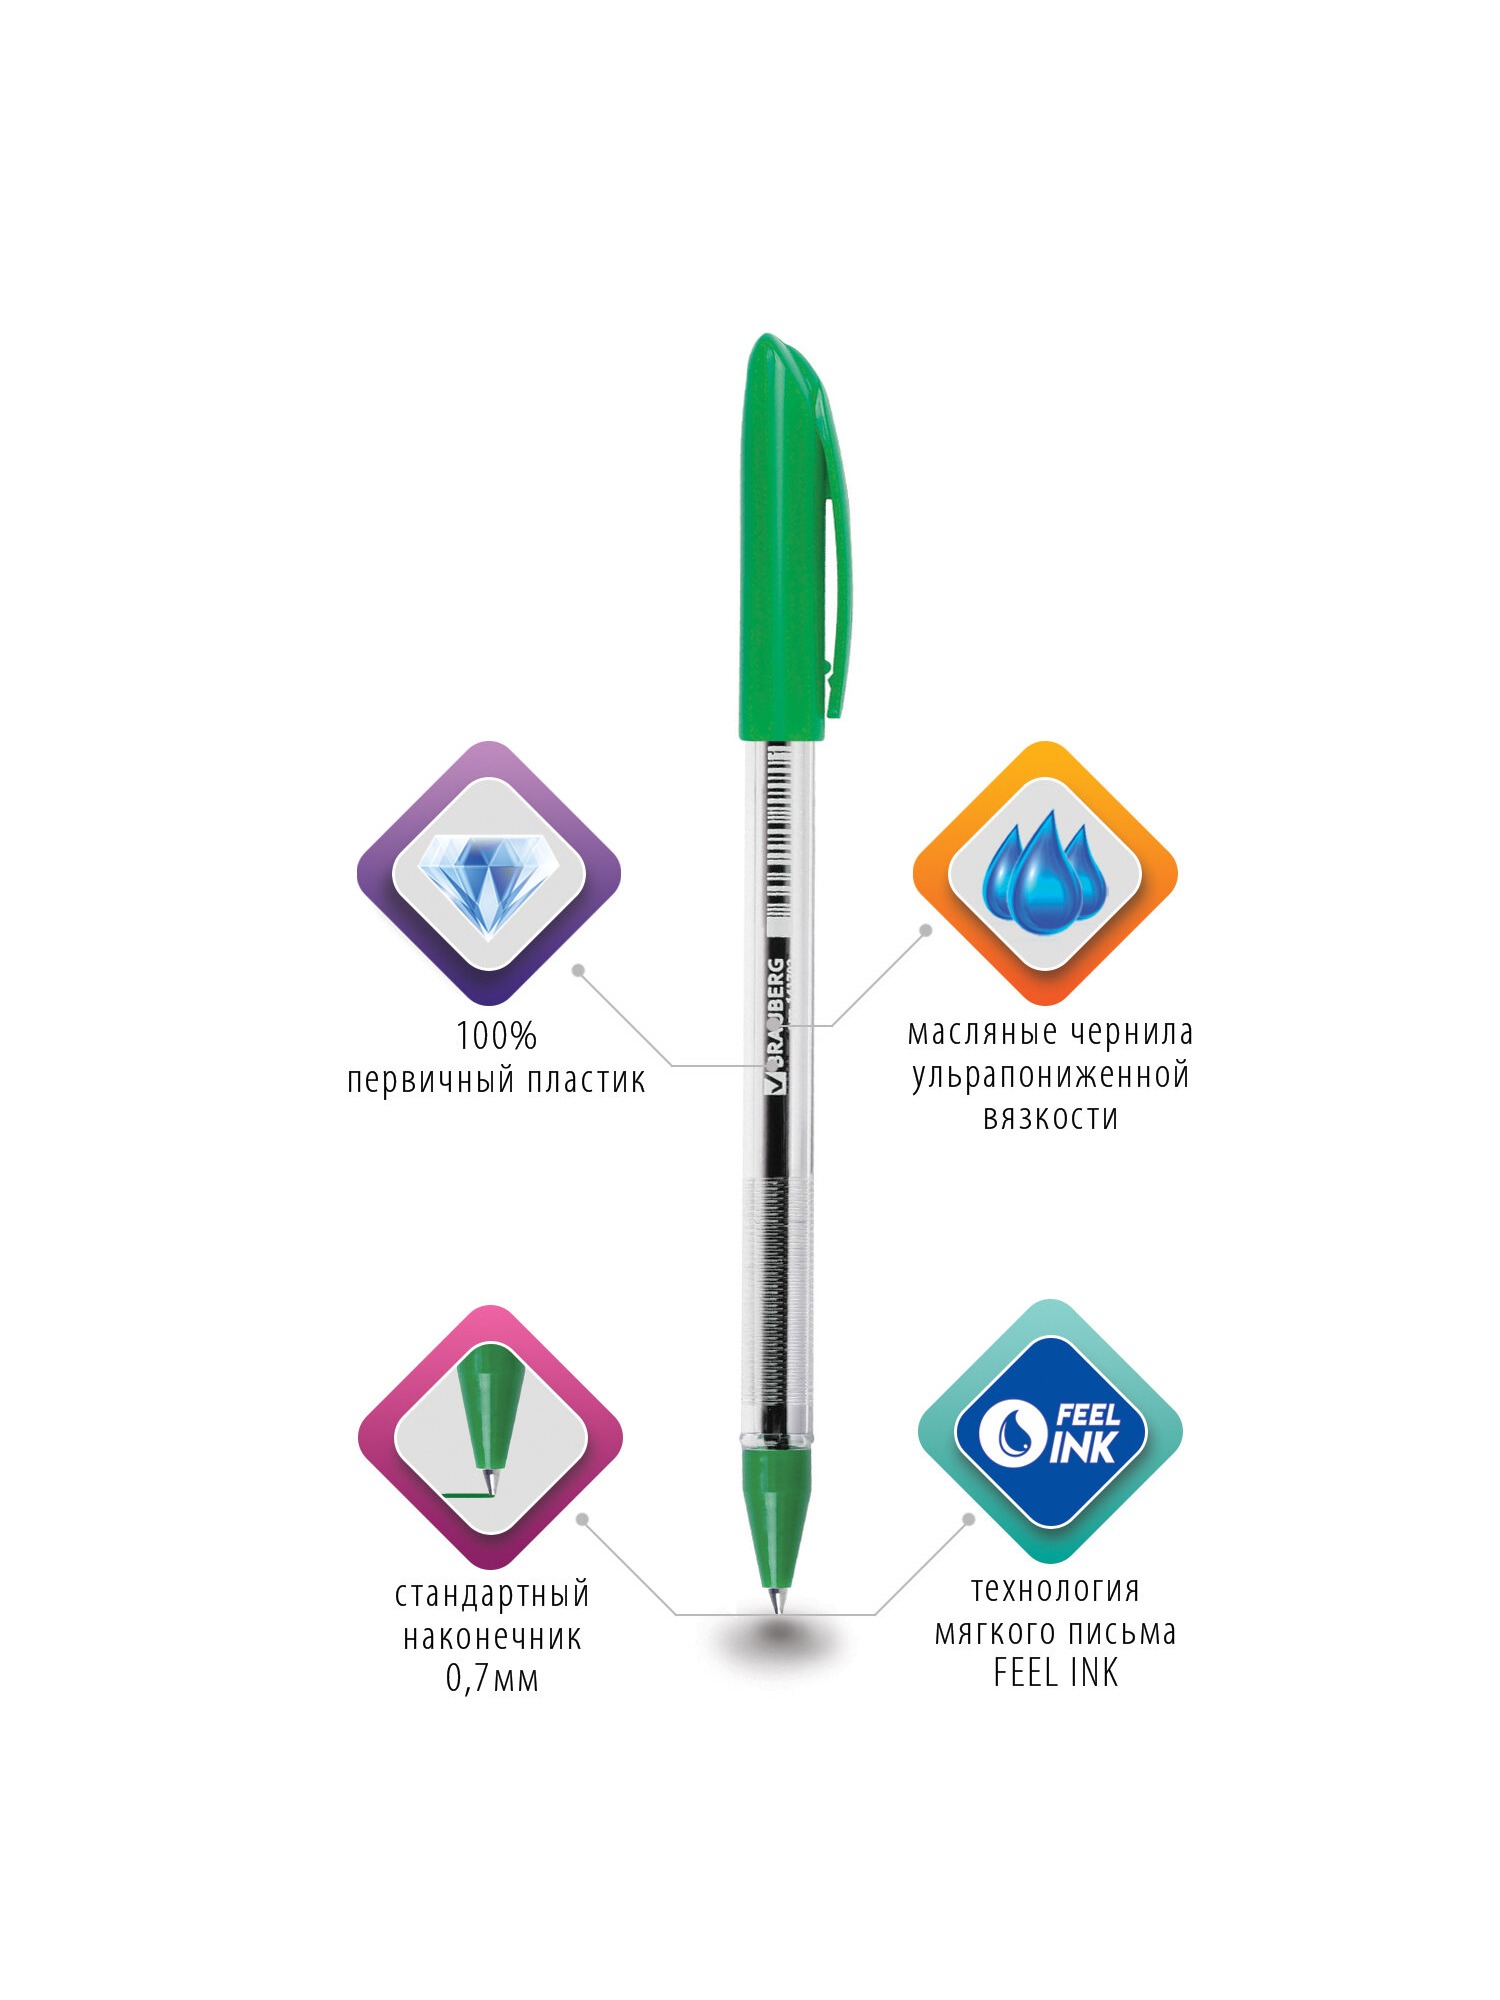 100%
первичный пластик
масляные чернила
ульрапониженной
вязкости
BRAUBERG
FEEL
INK
стандартный
наконечник
0,7мм
технология
мягкого письма
FEEL INK